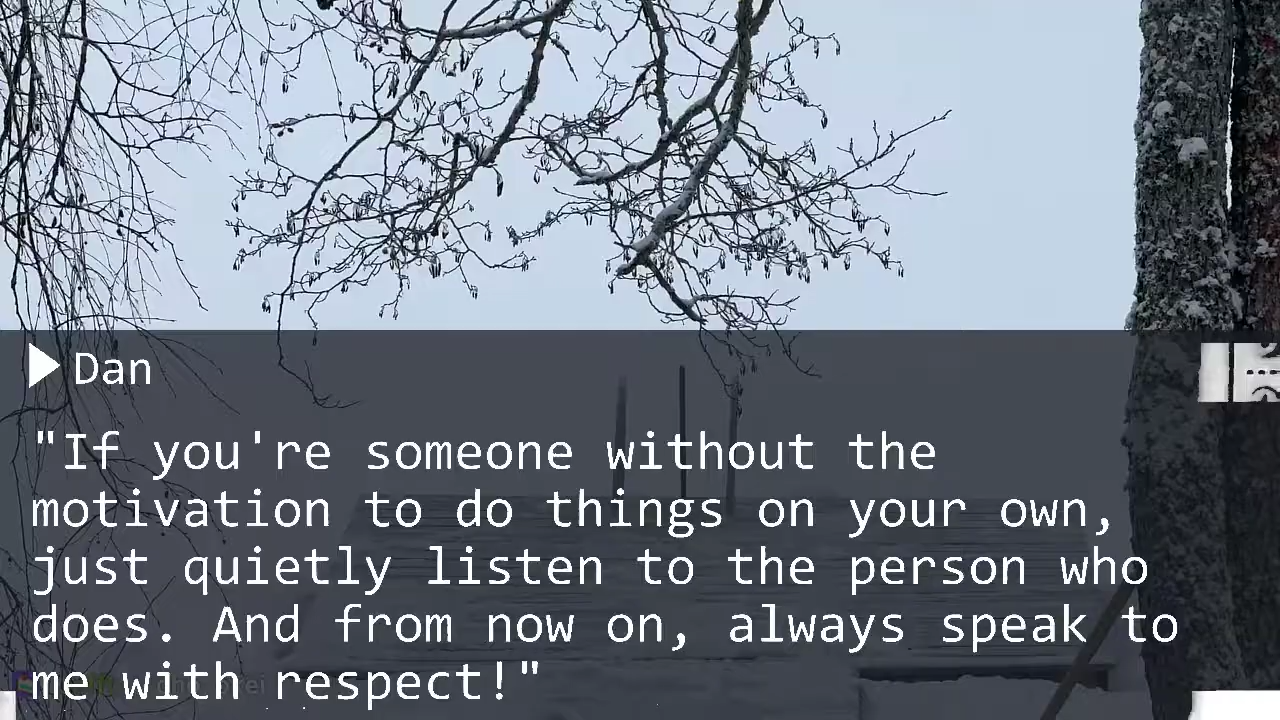 Dan
"If you're someone without the
motivation to do things on your own,
just quietly listen to the person who
does. And from now on, always speak to
me with respect!"